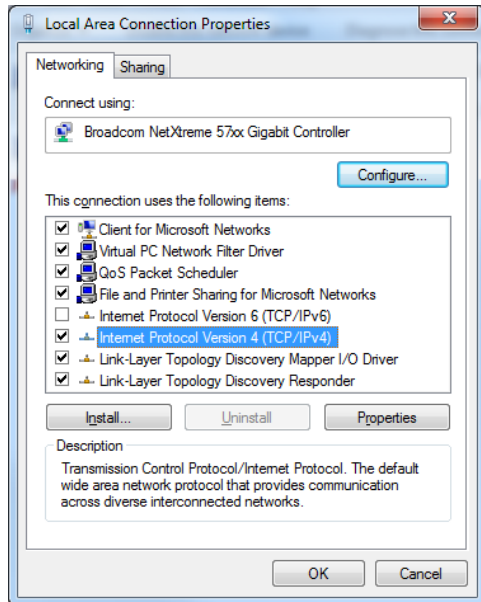 Local Area Connection Properties
Networking
Sharing
Connect using:
Broadcom NetXtreme 57xx Gigabit Controller
Configure...
This connection uses the following items:
Client for Microsoft Networks
Virtual PC Network Filter Driver
QoS Packet Scheduler
File and Printer Sharing for Microsoft Networks
Internet Protocol Version 6 (TCP/IPv6)
Internet Protocol Version 4 (TCP/IPv4)
Link-Layer Topology Discovery Mapper I/O Driver
Link-Layer Topology Discovery Responder
Install...
Uninstall
Properties
Description
Transmission Control Protocol/Internet Protocol. The default
wide area network protocol that provides communication
across diverse interconnected networks.
OK
Cancel